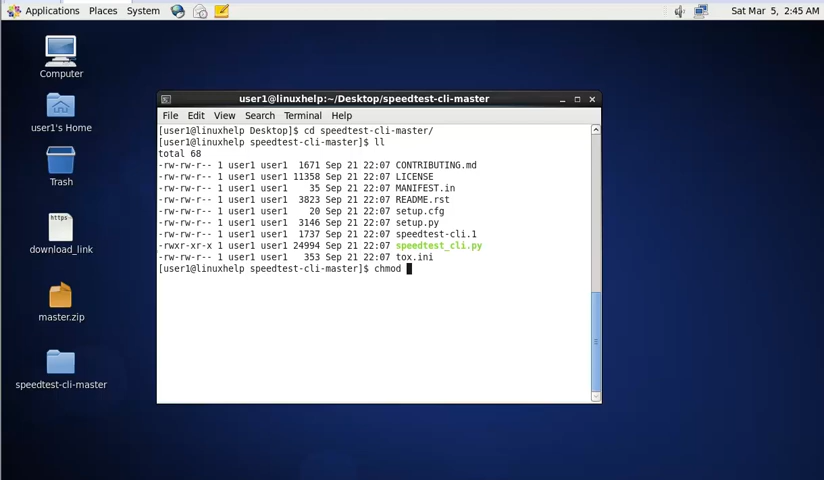 Applications Places System Sat Mar 5, 2:45 AM
Computer
user1's Home
Trash
https-
download_link
master.zip
speedtest-cli-master
user1@linuxhelp:~/Desktop/speedtest-cli-master
File Edit View Search Terminal Help
[user1@linuxhelp Desktop]$ cd speedtest-cli-master/
[user1@linuxhelp speedtest-cli-master]$ ll
total 68
-rw-rw-r-- 1 user1 user1 1671 Sep 21 22:07 CONTRIBUTING.md
-rw-rw-r-- 1 user1 user1 11358 Sep 21 22:07 LICENSE
-rw-rw-r-- 1 user1 user1 35 Sep 21 22:07 MANIFEST.in
-rw-rw-r-- 1 user1 user1 3823 Sep 21 22:07 README.rst
-rw-rw-r-- 1 user1 user1 20 Sep 21 22:07 setup.cfg
-rw-rw-r-- 1 user1 user1 3146 Sep 21 22:07 setup.py
-rw-rw-r-- 1 user1 user1 1737 Sep 21 22:07 speedtest-cli.1
-rwxr-xr-x 1 user1 user1 24994 Sep 21 22:07 speedtest_cli.py
-rw-rw-r-- 1 user1 user1 353 Sep 21 22:07 tox.ini
[user1@linuxhelp speedtest-cli-master]$ chmod